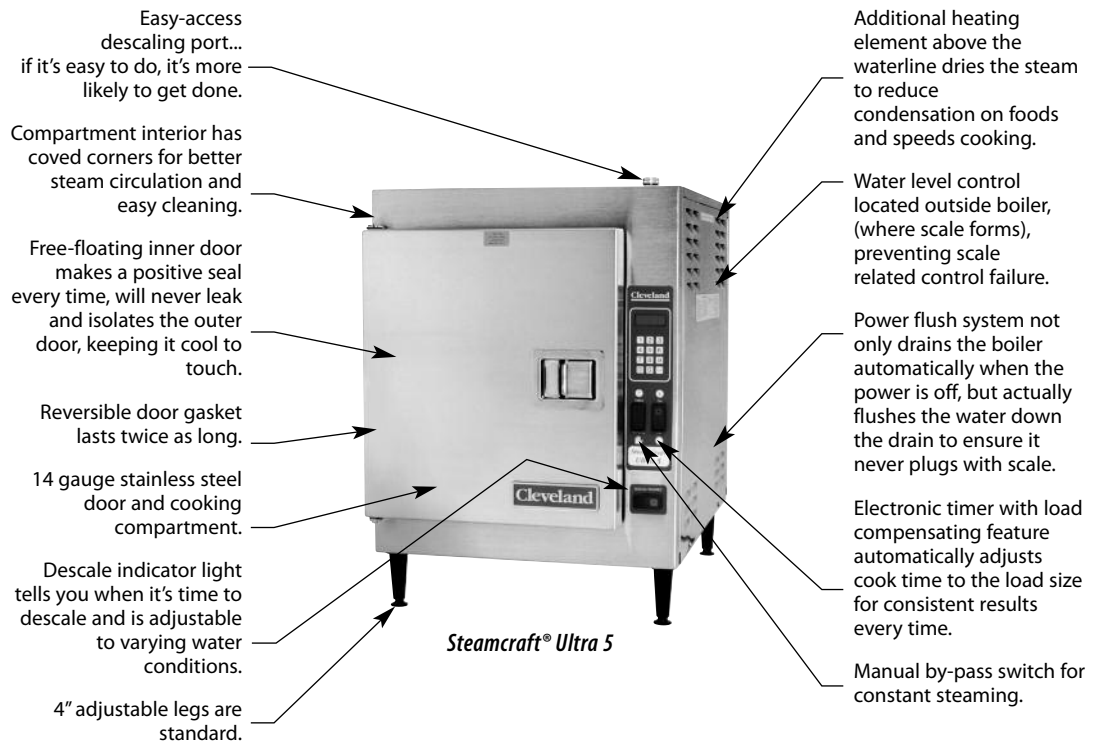 Easy-access
descaling port...
if it’s easy to do, it’s more
likely to get done.
Compartment interior has
coved corners for better
steam circulation and
easy cleaning.
Free-floating inner door
makes a positive seal
every time, will never leak
and isolates the outer
door, keeping it cool to
touch.
Reversible door gasket
lasts twice as long.
14 gauge stainless steel
door and cooking
compartment.
Descale indicator light
tells you when it’s time to
descale and is adjustable
to varying water
conditions.
4” adjustable legs are
standard.
Cleveland
Cleveland
Steamcraft® Ultra 5
Additional heating
element above the
waterline dries the steam
to reduce
condensation on foods
and speeds cooking.
Water level control
located outside boiler,
(where scale forms),
preventing scale
related control failure.
Power flush system not
only drains the boiler
automatically when the
power is off, but actually
flushes the water down
the drain to ensure it
never plugs with scale.
Electronic timer with load
compensating feature
automatically adjusts
cook time to the load size
for consistent results
every time.
Manual by-pass switch for
constant steaming.